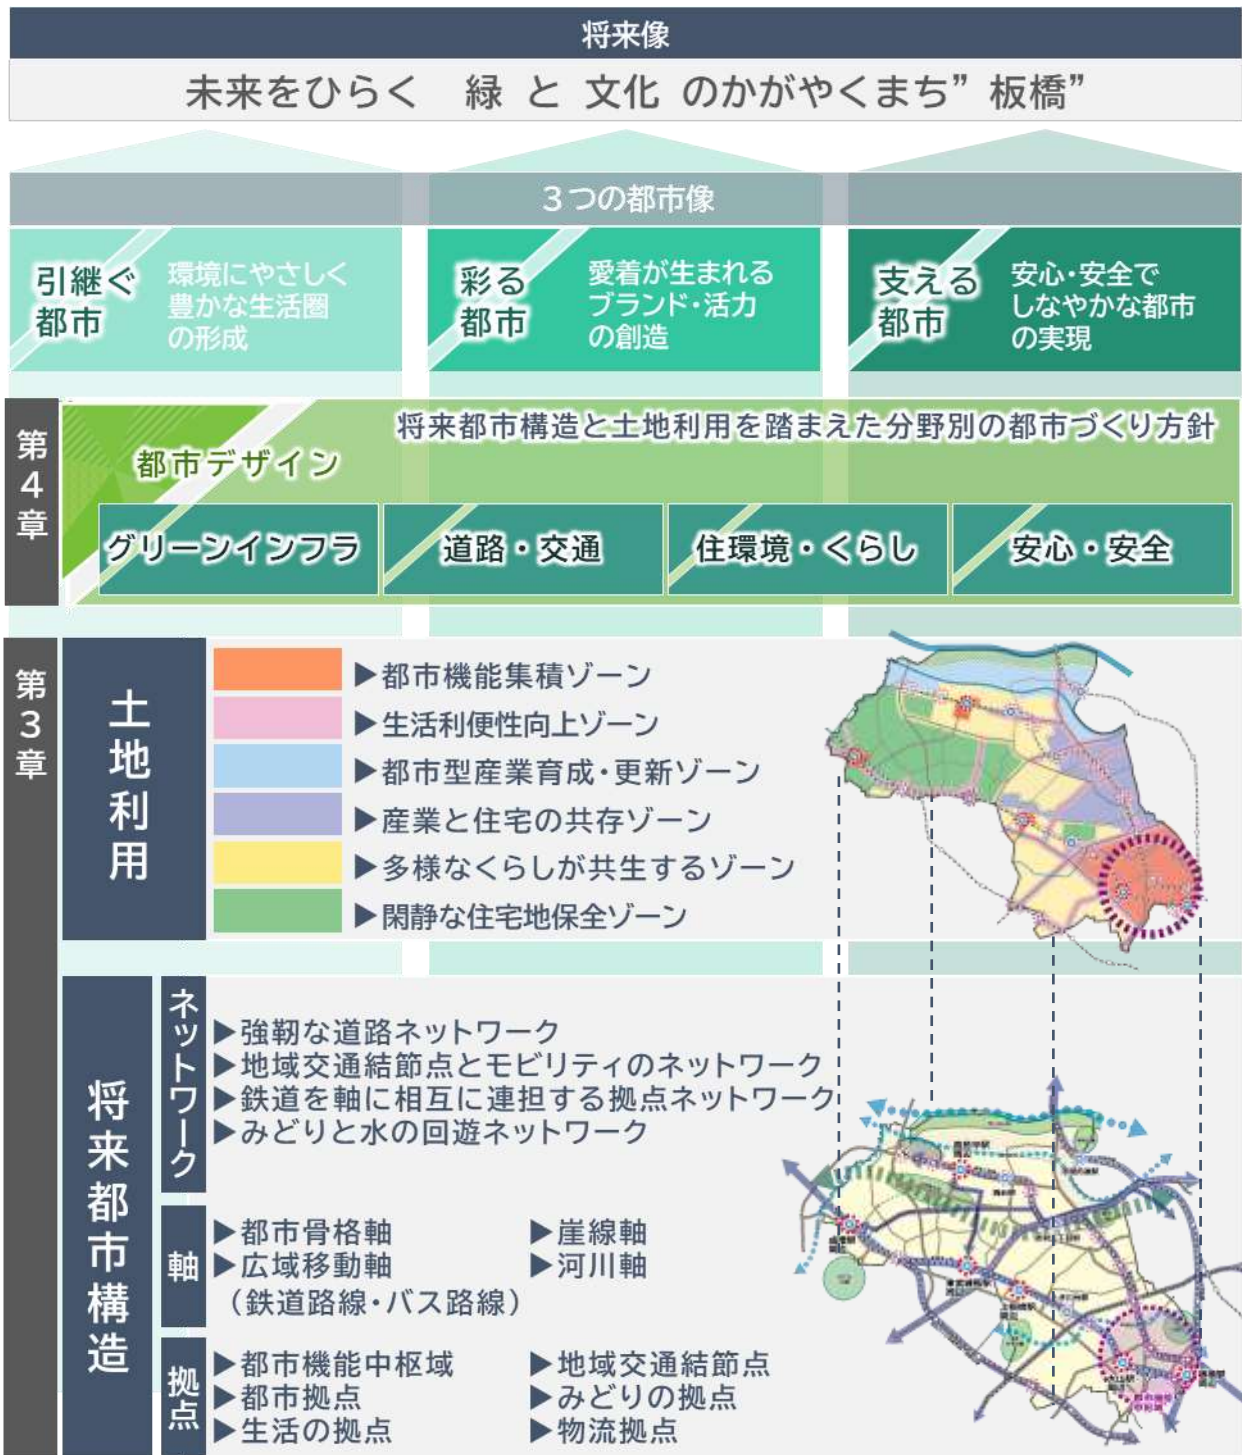 将来像
未来をひらく　緑 と 文化 のかがやくまち” 板橋”
３つの都市像
引継ぐ
都市
環境にやさしく
豊かな生活圏
の形成
彩る
都市
愛着が生まれる
ブランド・活力
の創造
支える
都市
安心・安全で
しなやかな都市
の実現
第4章
将来都市構造と土地利用を踏まえた分野別の都市づくり方針
都市デザイン
グリーンインフラ
道路・交通
住環境・くらし
安心・安全
第3章
土地利用
▶都市機能集積ゾーン
▶生活利便性向上ゾーン
▶都市型産業育成・更新ゾーン
▶産業と住宅の共存ゾーン
▶多様なくらしが共生するゾーン
▶閑静な住宅地保全ゾーン
将来都市構造
ネットワーク
▶強靭な道路ネットワーク
▶地域交通結節点とモビリティのネットワーク
▶鉄道を軸に相互に連担する拠点ネットワーク
▶みどりと水の回遊ネットワーク
軸
▶都市骨格軸
▶広域移動軸
（鉄道路線・バス路線）
▶崖線軸
▶河川軸
拠点
▶都市機能中枢域
▶都市拠点
▶生活の拠点
▶地域交通結節点
▶みどりの拠点
▶物流拠点